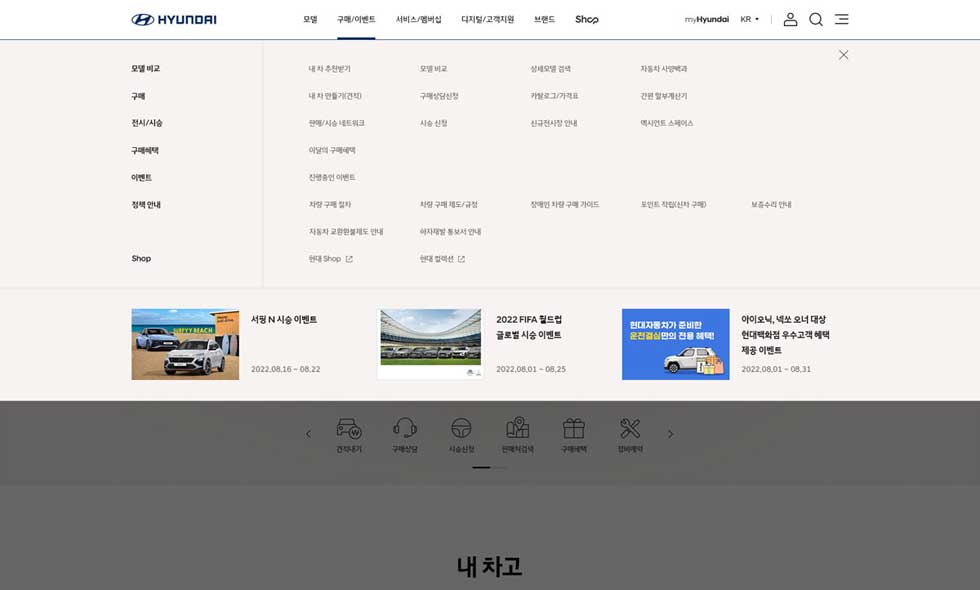 HYUNDAI 모델 구매/이벤트 서비스/멤버십 디지털/고객지원 브랜드 Shop myHyundai KR
모델 비교 내 차 추천받기 모델 비교 상세모델 검색 자동차 사양백과
구매 내 차 만들기(견적) 구매상담신청 카탈로그/가격표 간편 할부계산기
전시/시승 판매/시승 네트워크 시승 신청 신규전시장 안내 엑시언트 스페이스
구매혜택 이달의 구매혜택
이벤트 진행중인 이벤트
정책 안내 차량 구매 절차 차량 구매 제도/규정 장애인 차량 구매 가이드 포인트 적립(신차 구매) 보증수리 안내
자동차 교환환불제도 안내 하자재발 통보서 안내
Shop 현대 Shop 현대 컬렉션
SURFY BEACH
서핑 N 시승 이벤트
2022.08.16 ~ 08.22
2022 FIFA 월드컵
글로벌 시승 이벤트
2022.08.01 ~ 08.25
현대자동차가 준비한
운전결심만의 전용 혜택!
아이오닉, 넥쏘 오너 대상
현대백화점 우수고객 혜택
제공 이벤트
2022.08.01 ~ 08.31
견적내기 구매상담 시승신청 판매처검색 구매혜택 정비예약
내 차고